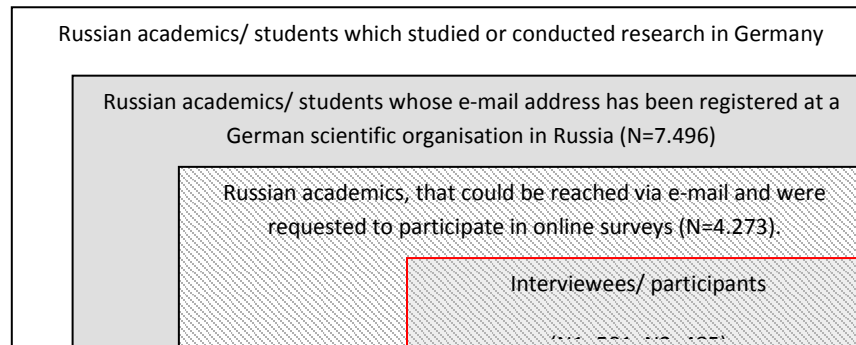 Russian academics/ students which studied or conducted research in Germany
Russian academics/ students whose e-mail address has been registered at a
German scientific organisation in Russia (N=7.496)
Russian academics, that could be reached via e-mail and were
requested to participate in online surveys (N=4.273).
Interviewees/ participants